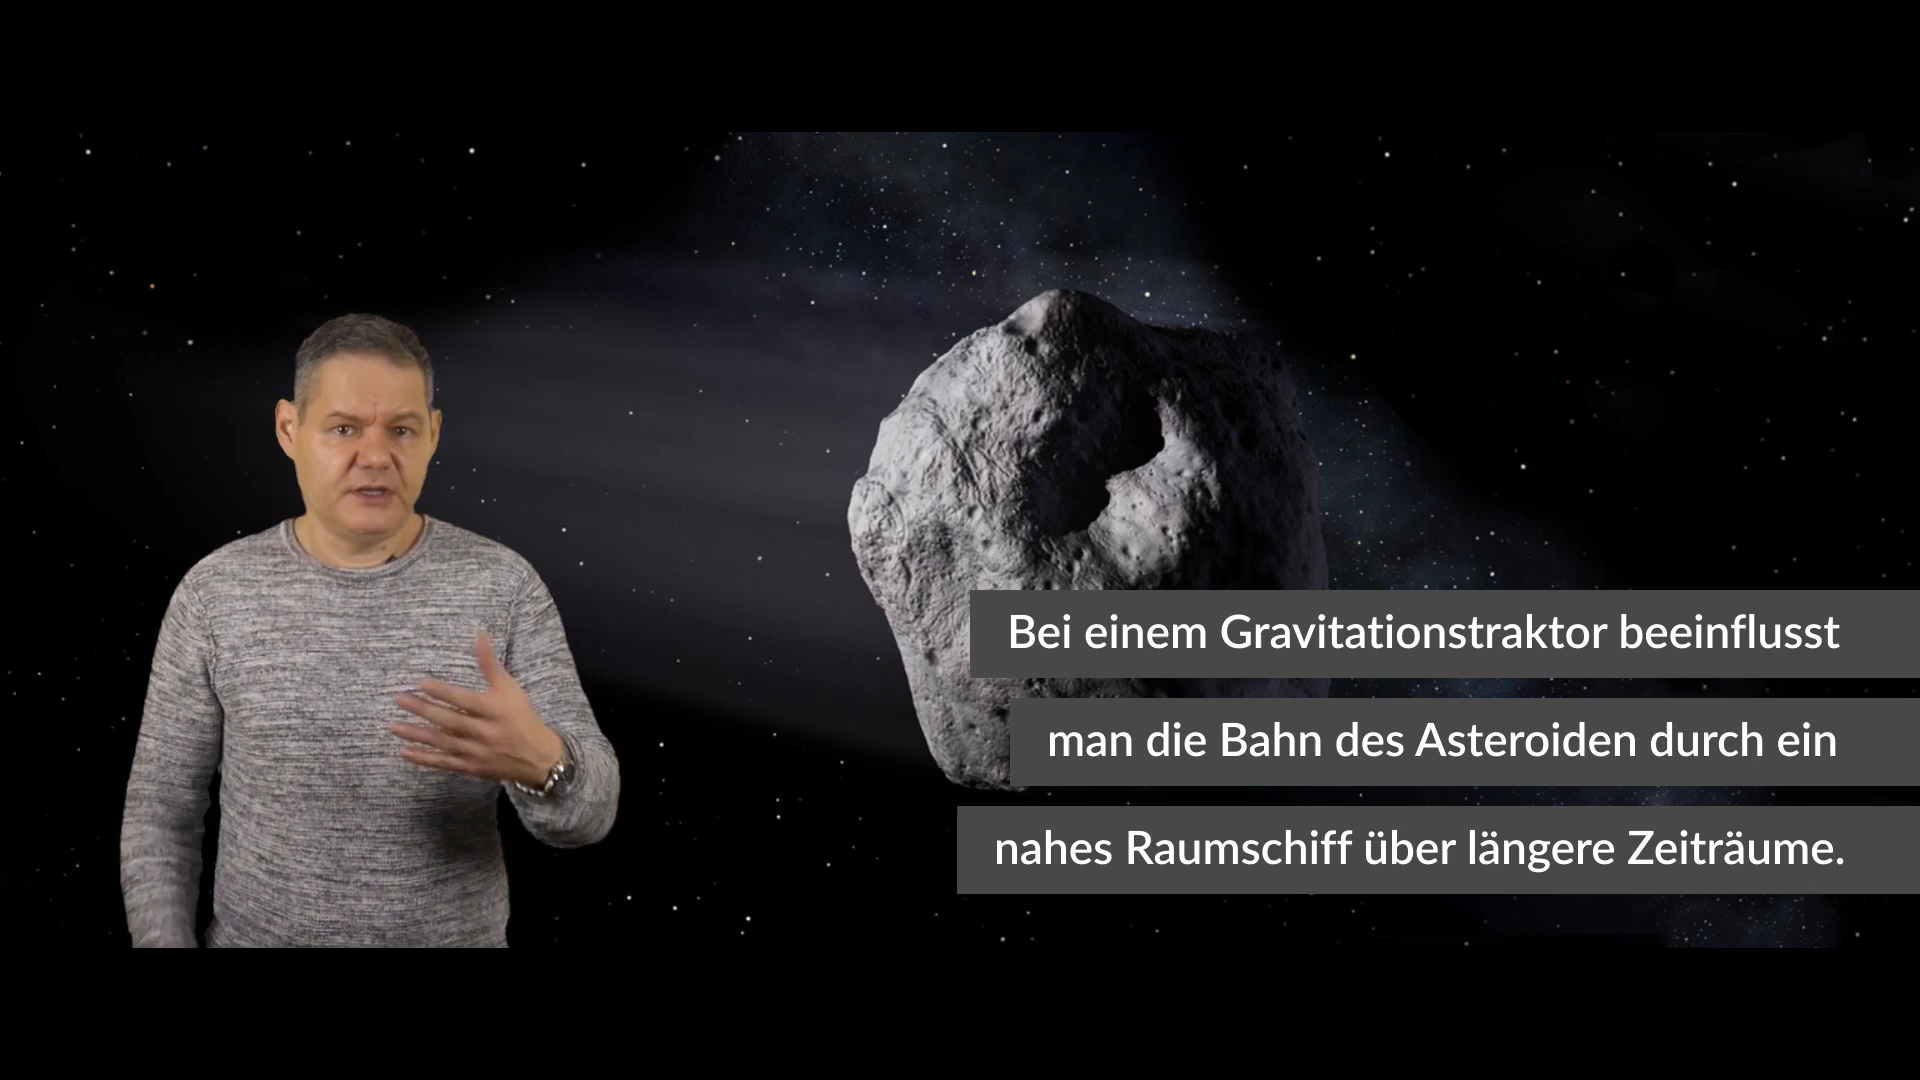 Bei einem Gravitationstraktor beeinflusst
man die Bahn des Asteroiden durch ein
nahes Raumschiff über längere Zeiträume.